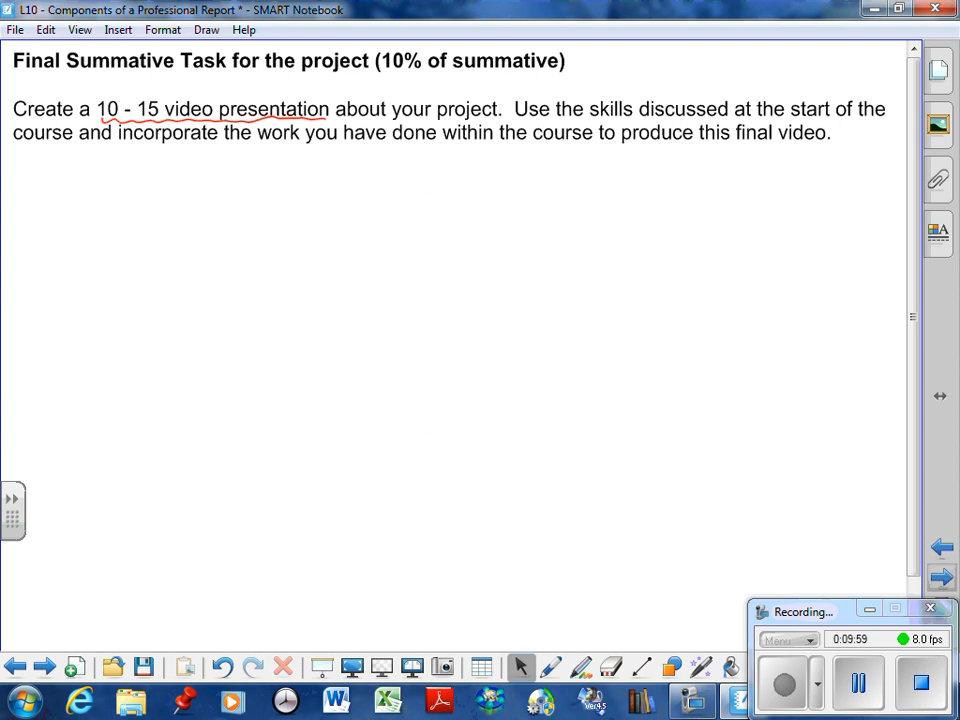 L10 - Components of a Professional Report * - SMART Notebook
File Edit View Insert Format Draw Help
Final Summative Task for the project (10% of summative)
Create a 10 - 15 video presentation about your project. Use the skills discussed at the start of the
course and incorporate the work you have done within the course to produce this final video.
Recording...
Menu 0:09:59 8.0 fps
Ver4.5